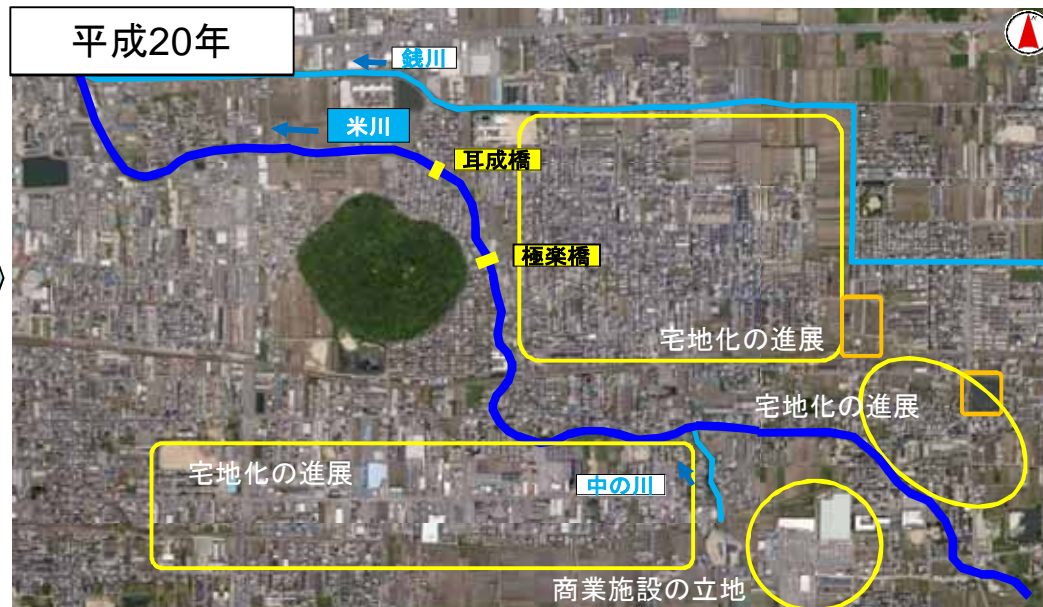 平成20年
N
銭川
米川
耳成橋
極楽橋
宅地化の進展
宅地化の進展
宅地化の進展
中の川
商業施設の立地